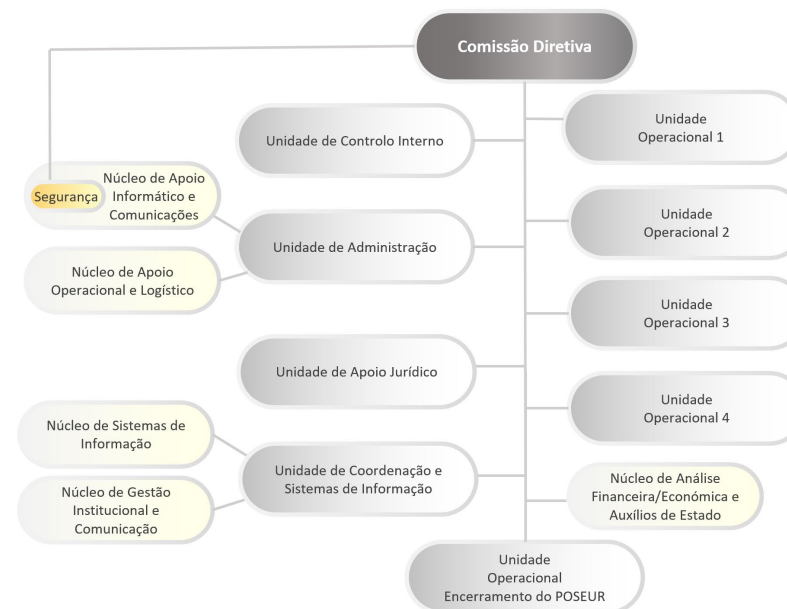 Comissão Diretiva
Unidade de Controlo Interno
Unidade
Operacional 1
Segurança
Núcleo de Apoio
Informático e
Comunicações
Unidade de Administração
Unidade
Operacional 2
Núcleo de Apoio
Operacional e Logístico
Unidade
Operacional 3
Unidade de Apoio Jurídico
Unidade
Operacional 4
Núcleo de Sistemas de
Informação
Unidade de Coordenação e
Sistemas de Informação
Núcleo de Gestão
Institucional e
Comunicação
Núcleo de Análise
Financeira/Económica e
Auxílios de Estado
Unidade
Operacional
Encerramento do POSEUR